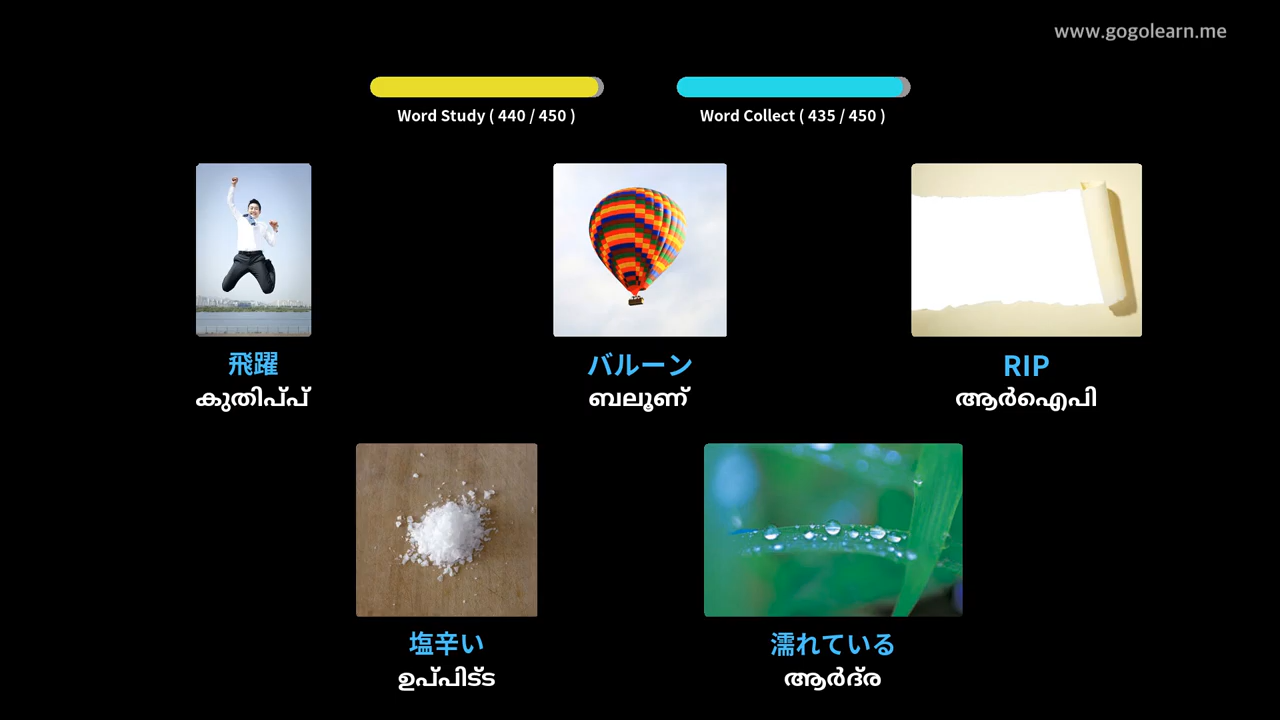 www.gogolearn.me
Word Study ( 440 / 450 )
Word Collect ( 435 / 450 )
飛躍
കുതിപ്പ്
バルーン
ബലൂണ്
RIP
ആർഐപി
塩辛い
ഉപ്പിട്ട
濡れている
ആർദ്ര